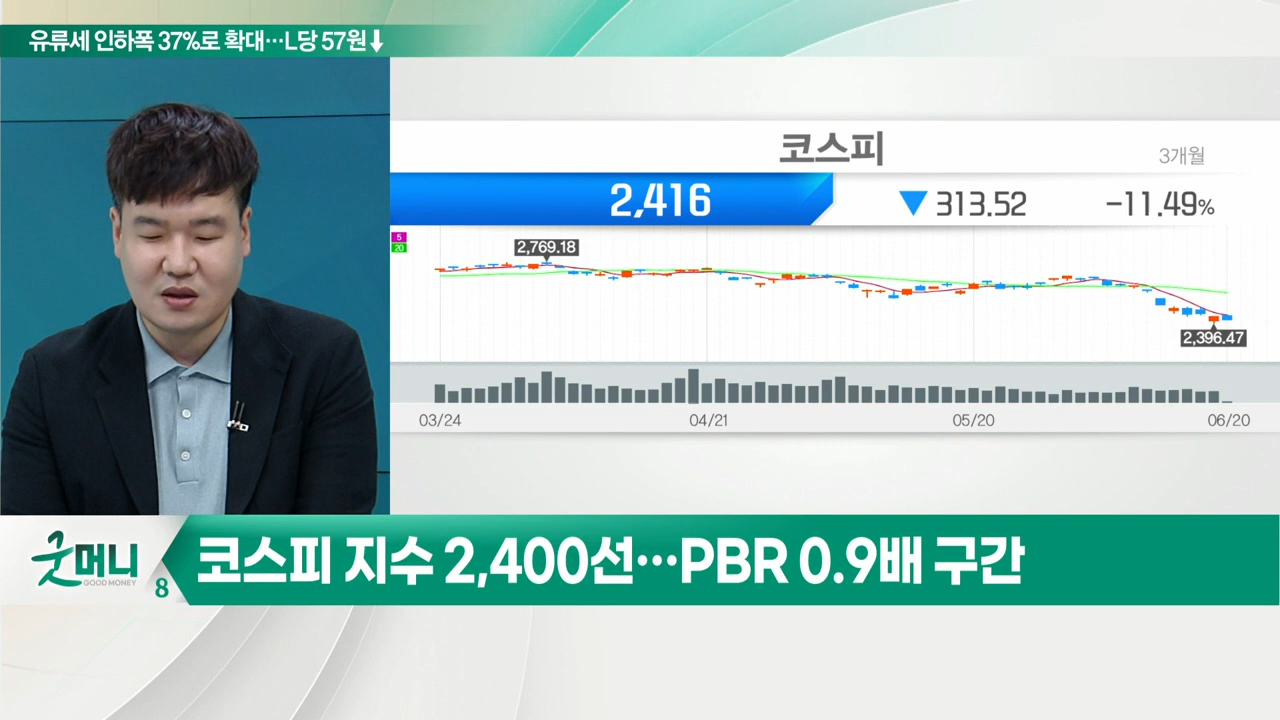 유류세 인하폭 37%로 확대…L당 57원⬇
코스피
3개월
2,416 ▼ 313.52 -11.49%
5
20
2,769.18
2,396.47
03/24 04/21 05/20 06/20
굿머니
GOOD MONEY
8
코스피 지수 2,400선…PBR 0.9배 구간